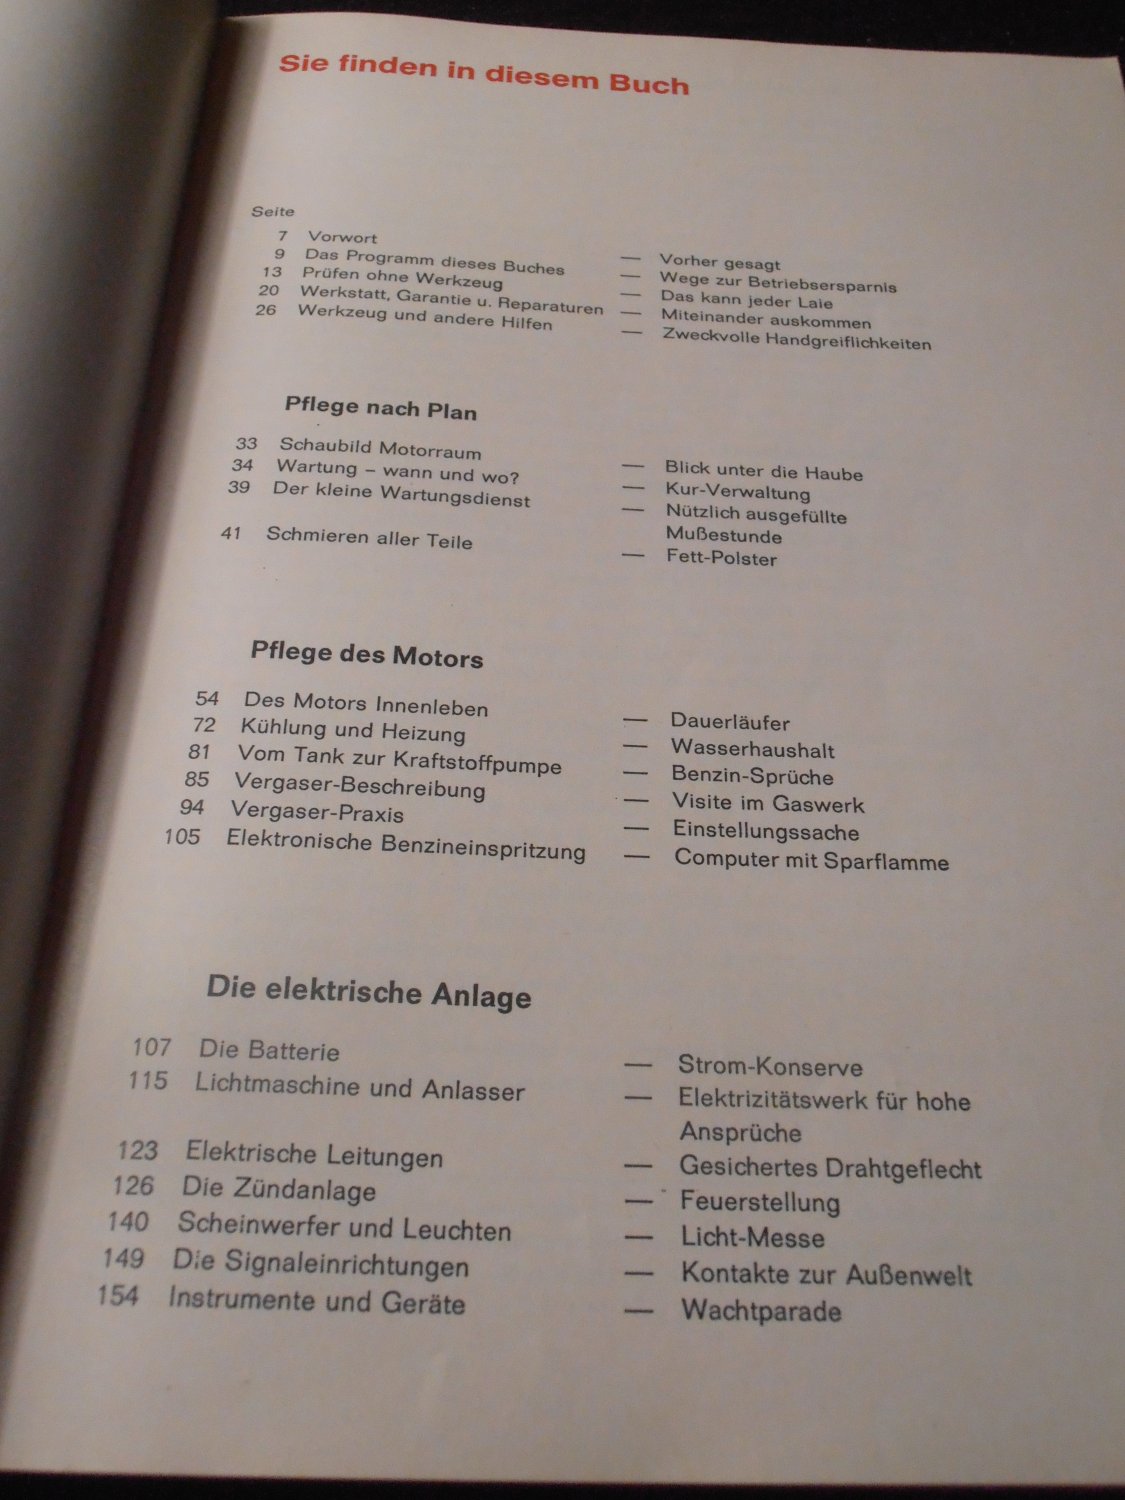 Sie finden in diesem Buch
Seite
7 Vorwort — Vorher gesagt
9 Das Programm dieses Buches — Wege zur Betriebsersparnis
13 Prüfen ohne Werkzeug — Das kann jeder Laie
20 Werkstatt, Garantie u. Reparaturen — Miteinander auskommen
26 Werkzeug und andere Hilfen — Zweckvolle Handgreiflichkeiten
Pflege nach Plan
33 Schaubild Motorraum — Blick unter die Haube
34 Wartung – wann und wo? — Kur-Verwaltung
39 Der kleine Wartungsdienst — Nützlich ausgefüllte
Mußestunde
41 Schmieren aller Teile — Fett-Polster
Pflege des Motors
54 Des Motors Innenleben — Dauerläufer
72 Kühlung und Heizung — Wasserhaushalt
81 Vom Tank zur Kraftstoffpumpe — Benzin-Sprüche
85 Vergaser-Beschreibung — Visite im Gaswerk
94 Vergaser-Praxis — Einstellungssache
105 Elektronische Benzineinspritzung — Computer mit Sparflamme
Die elektrische Anlage
107 Die Batterie — Strom-Konserve
115 Lichtmaschine und Anlasser — Elektrizitätswerk für hohe
Ansprüche
123 Elektrische Leitungen — Gesichertes Drahtgeflecht
126 Die Zündanlage — Feuerstellung
140 Scheinwerfer und Leuchten — Licht-Messe
149 Die Signaleinrichtungen — Kontakte zur Außenwelt
154 Instrumente und Geräte — Wachtparade